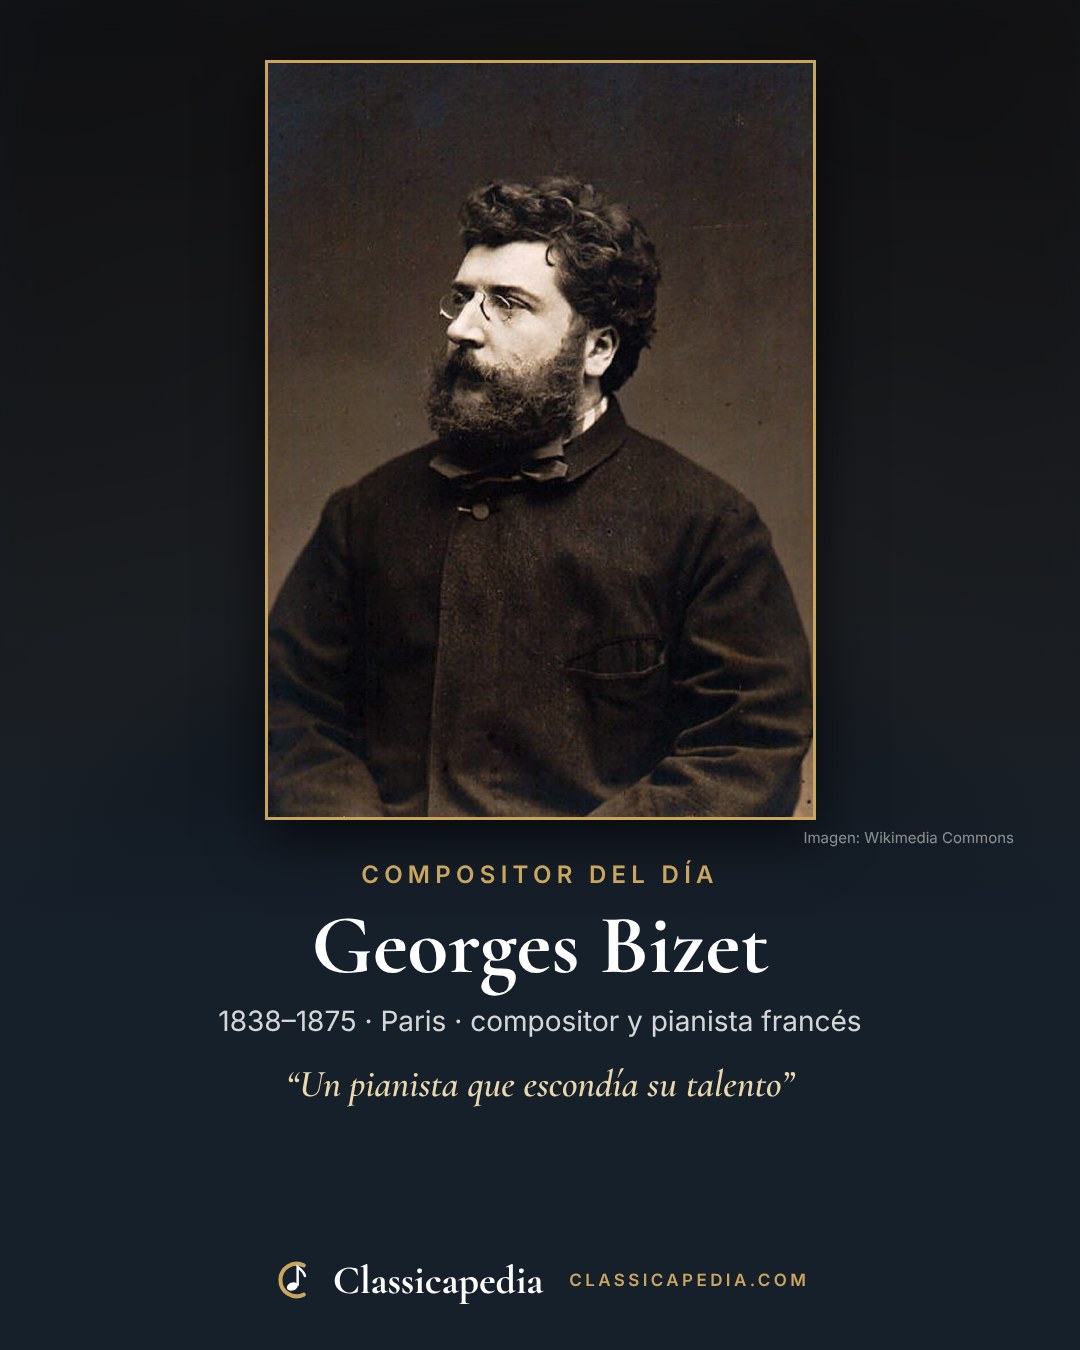 Imagen: Wikimedia Commons
COMPOSITOR DEL DÍA
Georges Bizet
1838–1875 · Paris · compositor y pianista francés
“Un pianista que escondía su talento”
Classicapedia CLASSICAPEDIA.COM